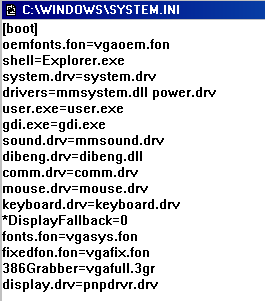 C:\WINDOWS\SYSTEM.INI
[boot]
oemfonts.fon=vgaoem.fon
shell=Explorer.exe
system.drv=system.drv
drivers=mmsystem.dll power.drv
user.exe=user.exe
gdi.exe=gdi.exe
sound.drv=mmsound.drv
dibeng.drv=dibeng.dll
comm.drv=comm.drv
mouse.drv=mouse.drv
keyboard.drv=keyboard.drv
*DisplayFallback=0
fonts.fon=vgasys.fon
fixedfon.fon=vgafix.fon
386Grabber=vgafull.3gr
display.drv=pnpdrvr.drv